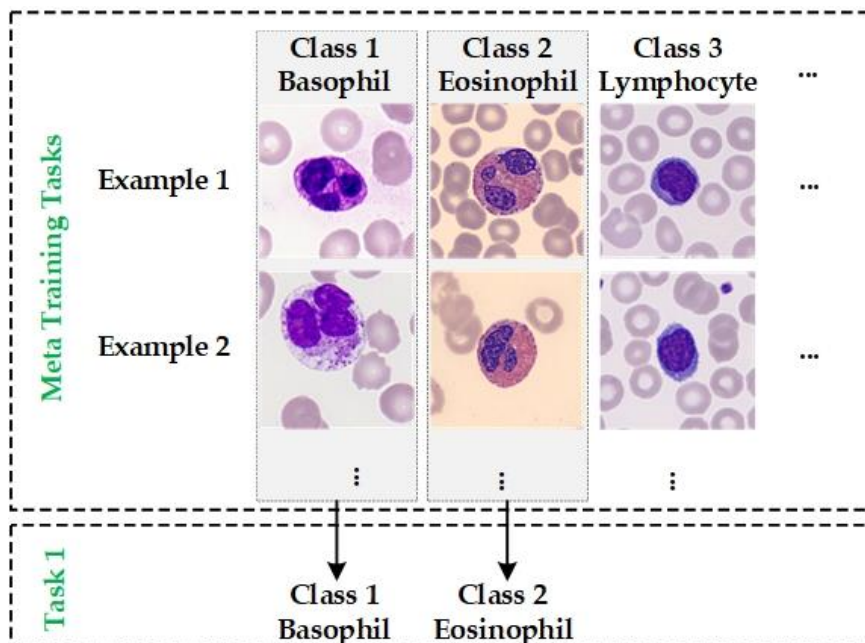 Class 1 Class 2 Class 3
Basophil Eosinophil Lymphocyte ...
Meta Training Tasks
Example 1 ...
Example 2 ...
... ... ...
Task 1
Class 1 Class 2
Basophil Eosinophil